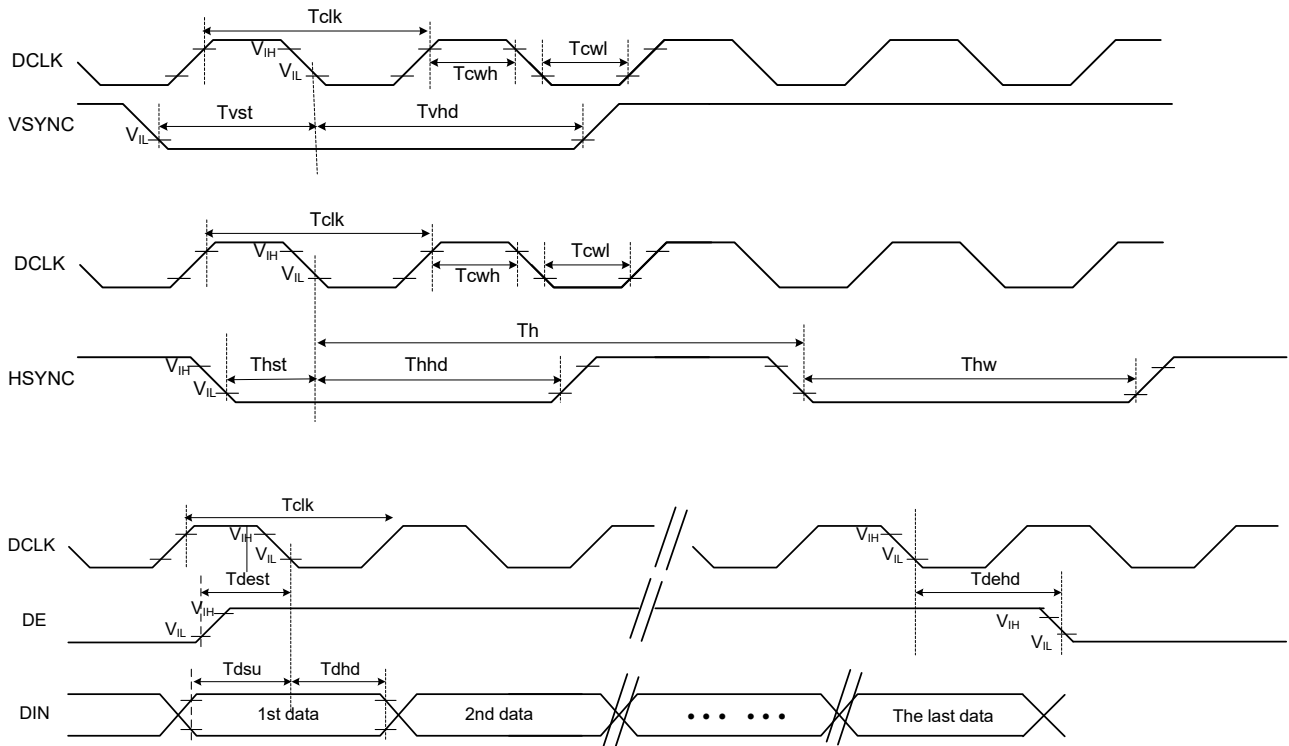 Tclk
DCLK
VIH
VIL
Tcwh
Tcwl
VSYNC
VIL
Tvst
Tvhd
Tclk
DCLK
VIH
VIL
Tcwh
Tcwl
Th
HSYNC
VIH
VIL
Thst
Thhd
Thw
Tclk
DCLK
VIH
VIL
VIH
VIL
Tdest
Tdehd
DE
VIH
VIL
VIH
VIL
Tdsu
Tdhd
DIN
1st data
2nd data
• • • • • •
The last data